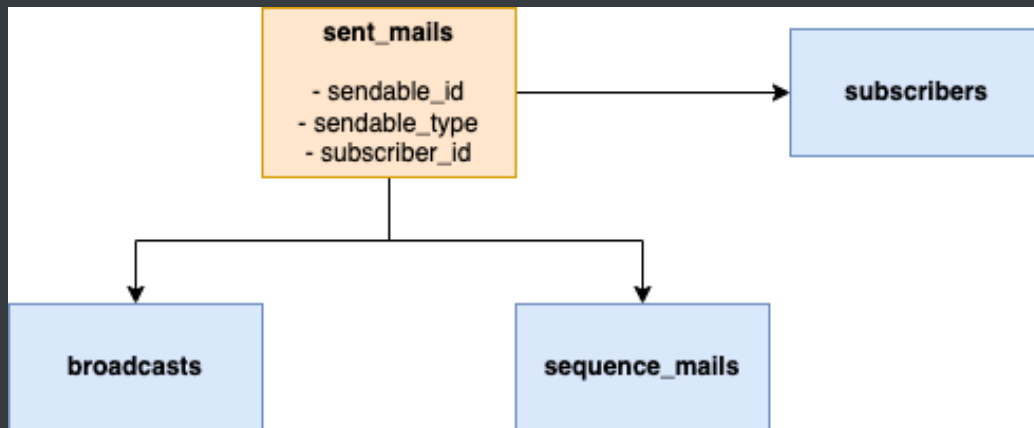 sent_mails
- sendable_id
- sendable_type
- subscriber_id
subscribers
broadcasts
sequence_mails